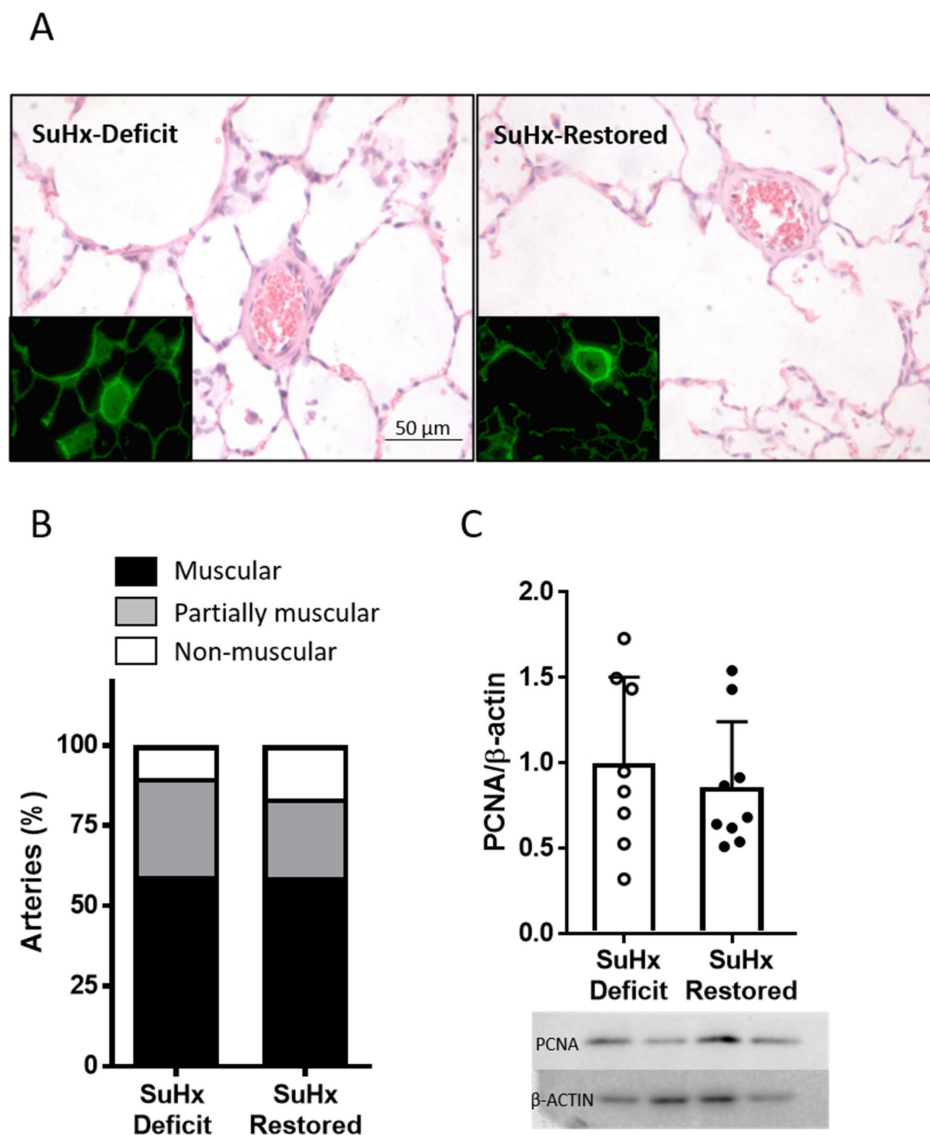 A
SuHx-Deficit
SuHx-Restored
50 µm
B
Muscular
Partially muscular
Non-muscular
100
75
50
25
0
Arteries (%)
SuHx
Deficit
SuHx
Restored
C
2.0
1.5
1.0
0.5
0.0
PCNA/β-actin
SuHx
Deficit
SuHx
Restored
PCNA
β-ACTIN